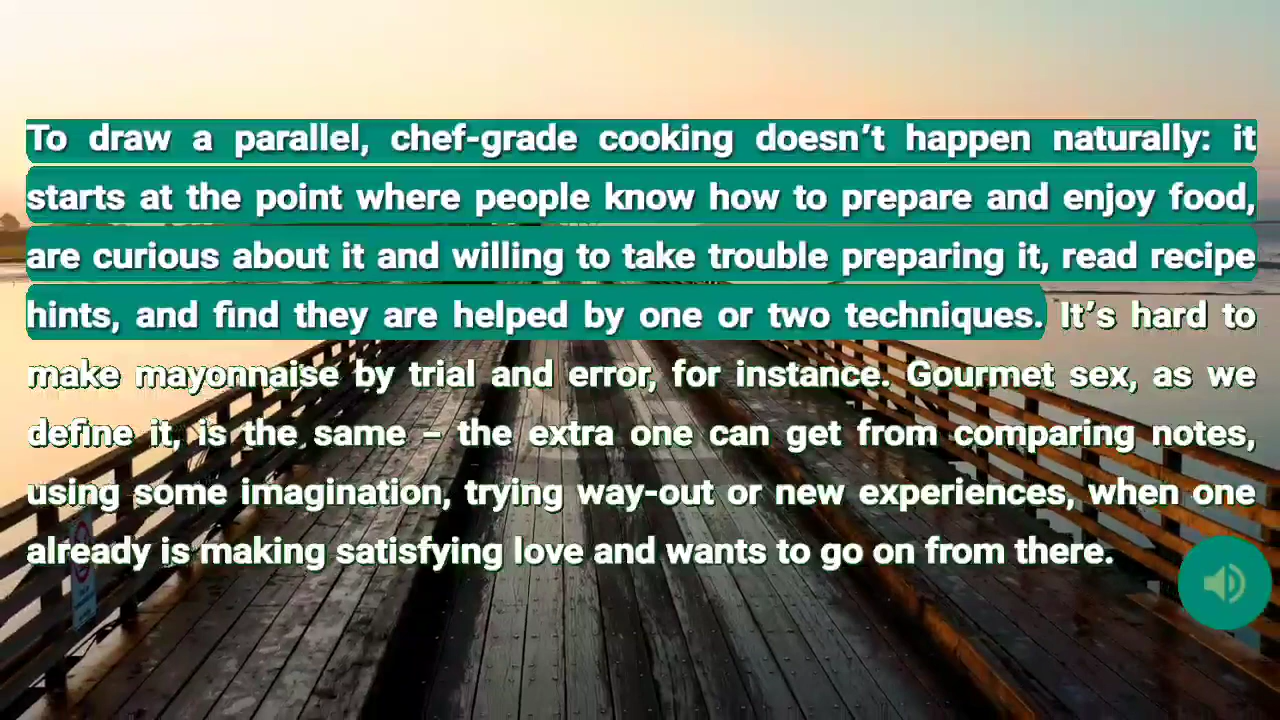 To draw a parallel, chef-grade cooking doesn’t happen naturally: it
starts at the point where people know how to prepare and enjoy food,
are curious about it and willing to take trouble preparing it, read recipe
hints, and find they are helped by one or two techniques. It’s hard to
make mayonnaise by trial and error, for instance. Gourmet sex, as we
define it, is the same – the extra one can get from comparing notes,
using some imagination, trying way-out or new experiences, when one
already is making satisfying love and wants to go on from there.